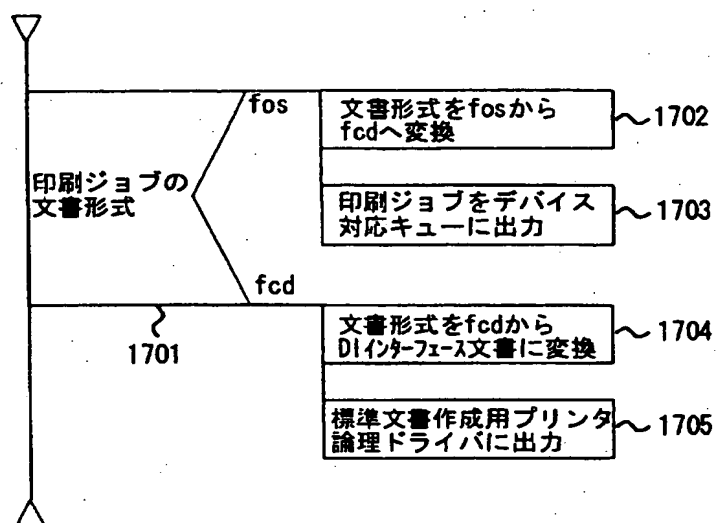 fos
文書形式をfosから
fcdへ変換
1702
印刷ジョブの
文書形式
印刷ジョブをデバイス
対応キューに出力
1703
fcd
1701
文書形式をfcdから
DIインターフェース文書に変換
1704
標準文書作成用プリンタ
論理ドライバに出力
1705